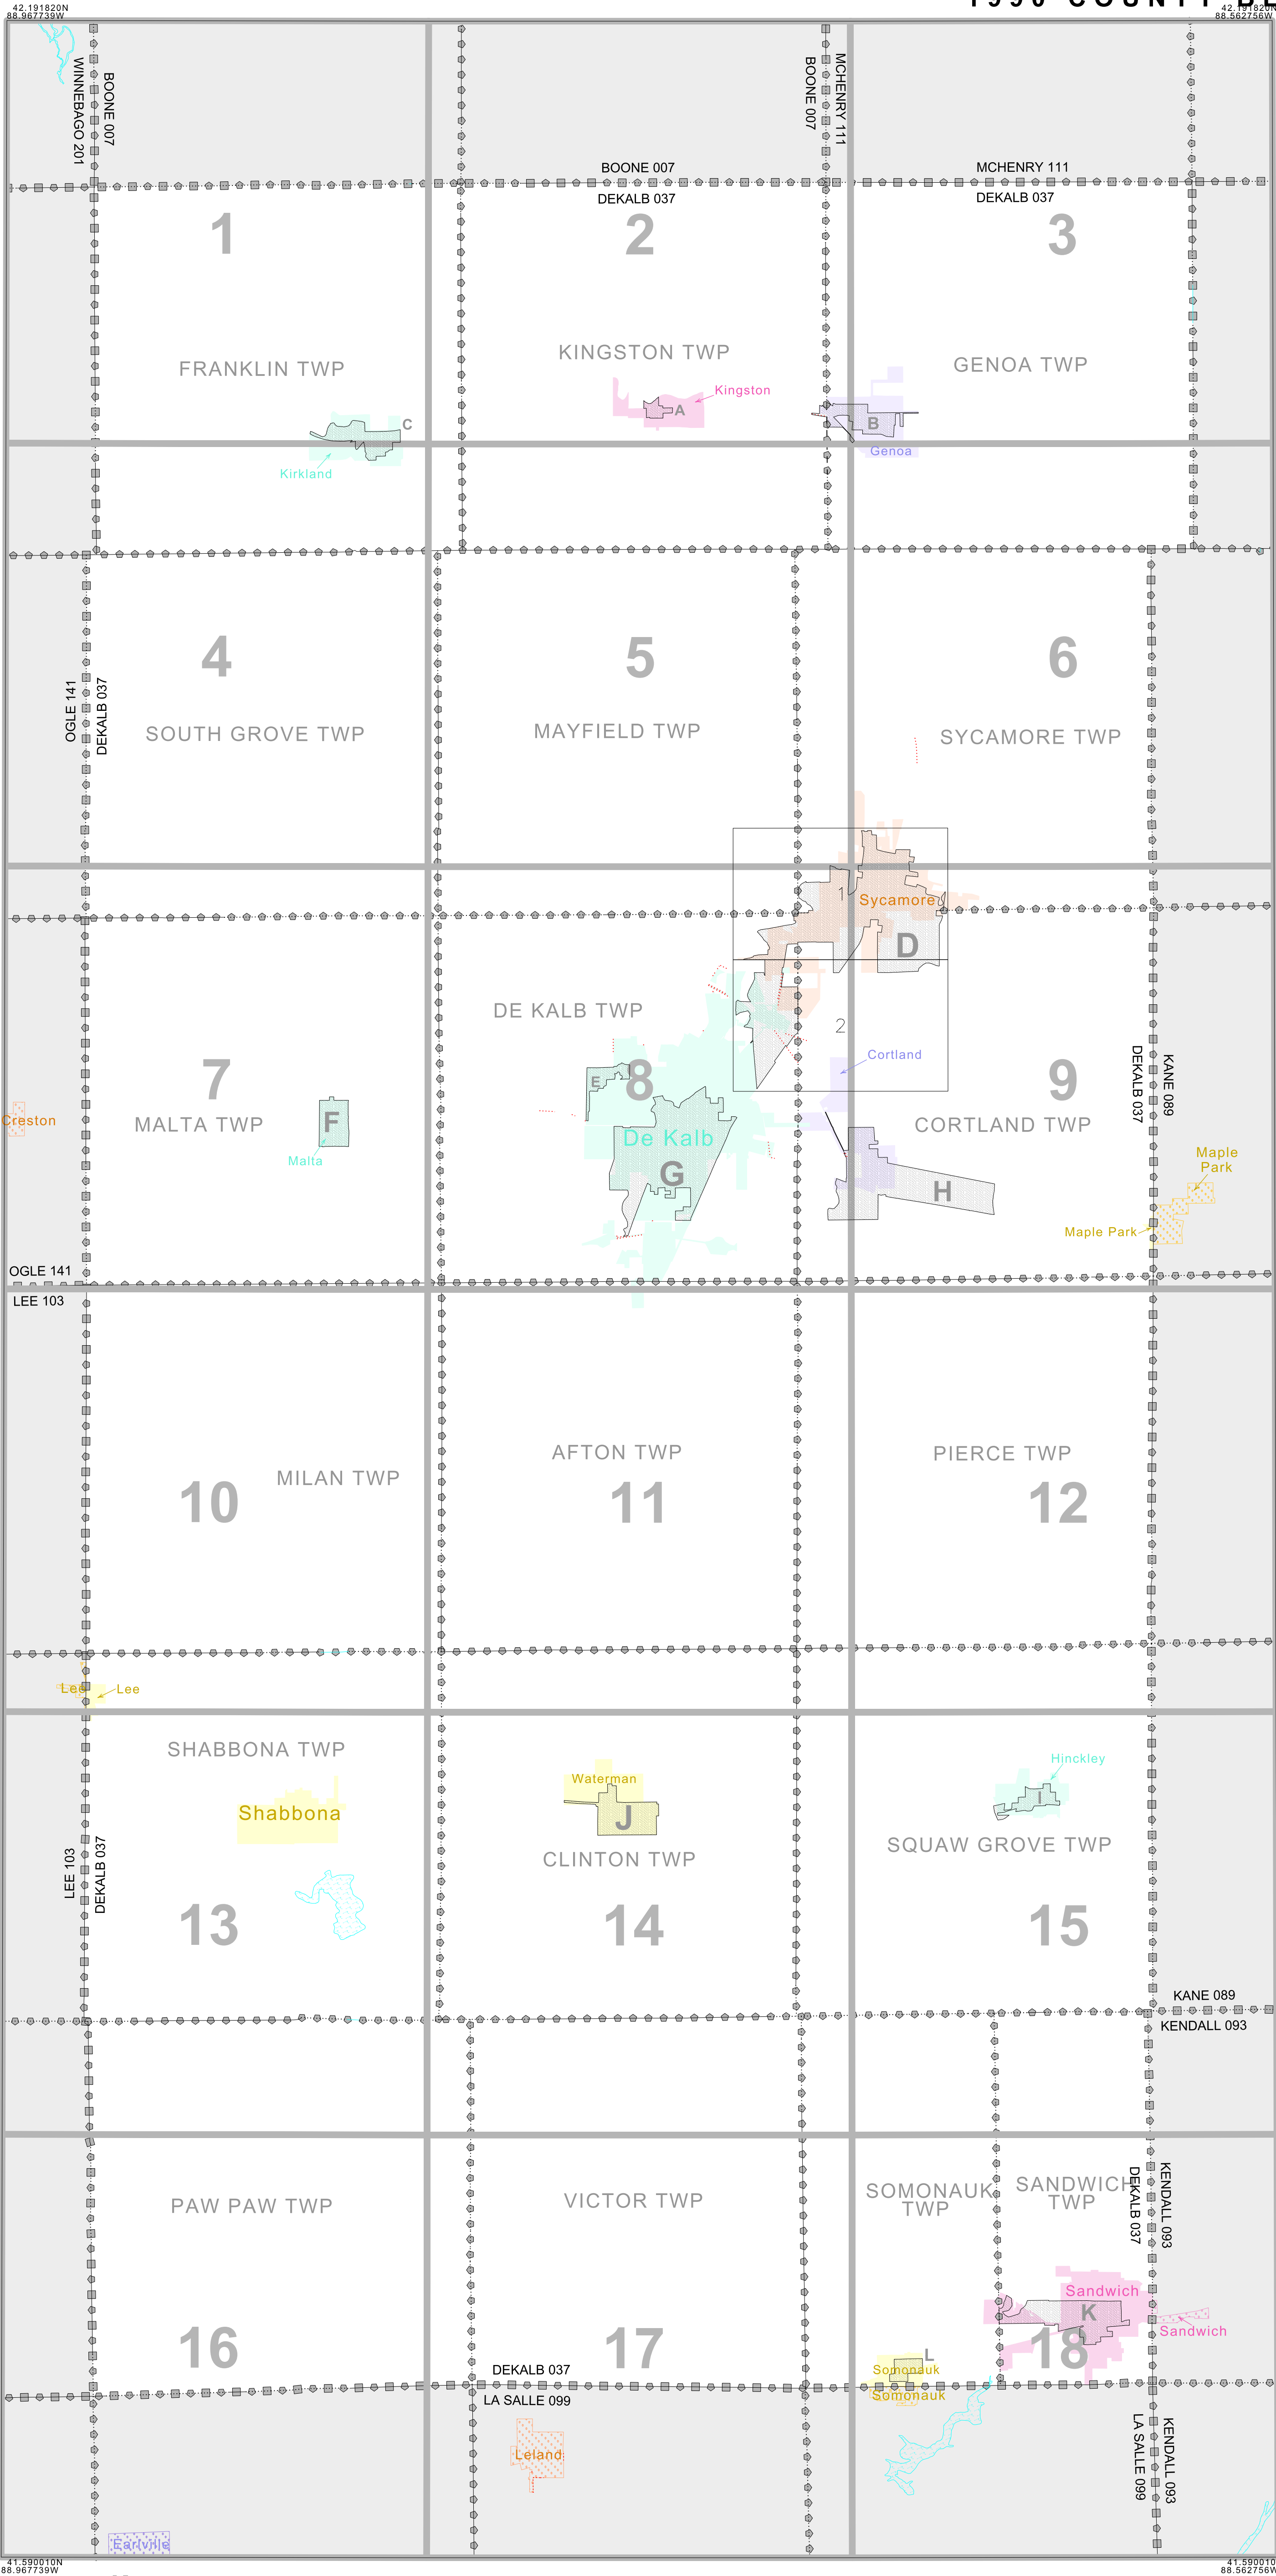 1990 COUNTY BL
42.191820N
88.967739W
42.191820N
88.562756W
WINNEBAGO 201
BOONE 007
BOONE 007
MCHENRY 111
BOONE 007
DEKALB 037
MCHENRY 111
DEKALB 037
1
2
3
FRANKLIN TWP
KINGSTON TWP
GENOA TWP
Kingston
A
B
C
Genoa
Kirkland
4
5
6
OGLE 141
DEKALB 037
SOUTH GROVE TWP
MAYFIELD TWP
SYCAMORE TWP
1
Sycamore
D
DE KALB TWP
2
Cortland
DEKALB 037
KANE 089
7
8
9
E
Creston
F
MALTA TWP
CORTLAND TWP
De Kalb
Malta
G
H
Maple
Park
Maple Park
OGLE 141
LEE 103
MILAN TWP
AFTON TWP
PIERCE TWP
10
11
12
Lee
Lee
SHABBONA TWP
Waterman
Hinckley
Shabbona
J
I
CLINTON TWP
SQUAW GROVE TWP
LEE 103
DEKALB 037
13
14
15
KANE 089
KENDALL 093
PAW PAW TWP
VICTOR TWP
SOMONAUK
TWP
SANDWICH
TWP
DEKALB 037
KENDALL 093
Sandwich
K
Sandwich
16
17
18
L
Somonauk
Somonauk
DEKALB 037
LA SALLE 099
Leland
LA SALLE 099
KENDALL 093
Earlville
41.590010N
88.967739W
41.590010
88.562756W